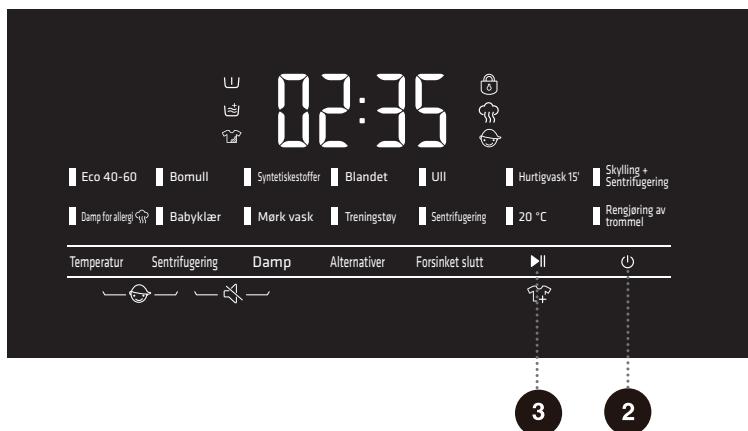 02:35
Eco 40-60 Bomull Syntetiskestoffer Blandet Ull Hurtigvask 15' Skylling +
Sentrifugering
Damp for allergi Babyklær Mørk vask Treningstøy Sentrifugering 20 °C Rengjøring av
trommel
Temperatur Sentrifugering Damp Alternativer Forsinket slutt
3 2